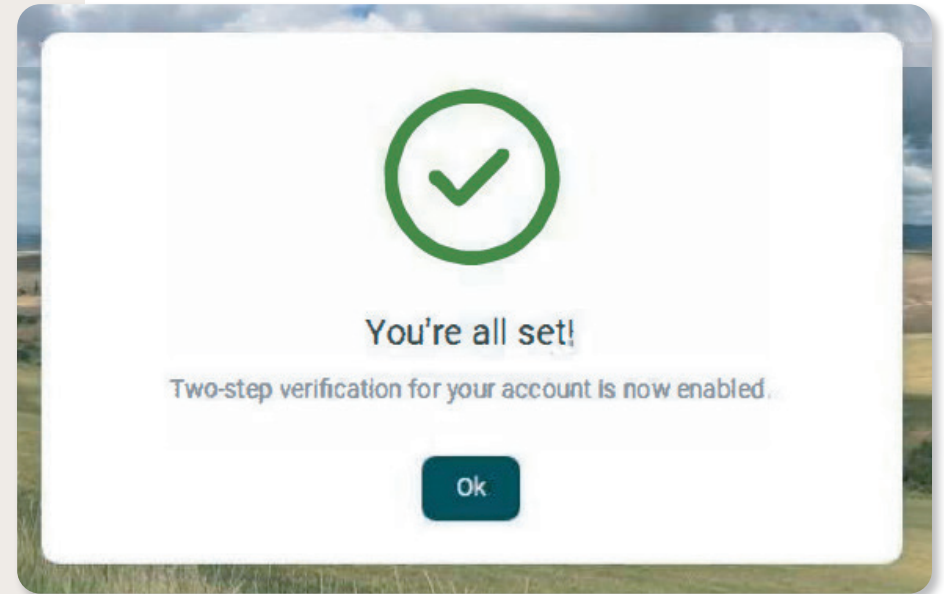 You're all set!
Two-step verification for your account is now enabled.
Ok